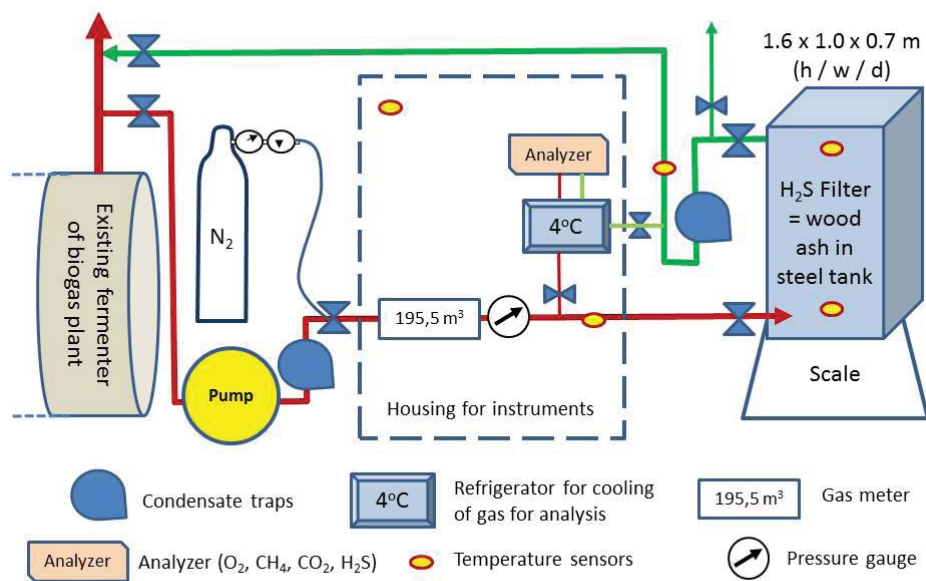 1.6 x 1.0 x 0.7 m
(h / w / d)
Existing fermenter
of biogas plant
N₂
Analyzer
4°C
H₂S Filter
= wood
ash in
steel tank
195,5 m³
Pump
Scale
Housing for instruments
Condensate traps
4°C
Refrigerator for cooling
of gas for analysis
195,5 m³
Gas meter
Analyzer
Analyzer (O₂, CH₄, CO₂, H₂S)
Temperature sensors
Pressure gauge